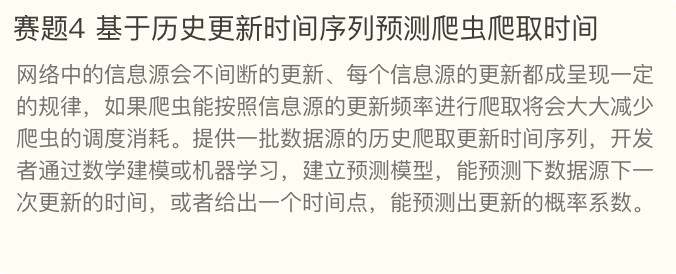 赛题4 基于历史更新时间序列预测爬虫爬取时间
网络中的信息源会不间断的更新、每个信息源的更新都成呈现一定
的规律，如果爬虫能按照信息源的更新频率进行爬取将会大大减少
爬虫的调度消耗。提供一批数据源的历史爬取更新时间序列，开发
者通过数学建模或机器学习，建立预测模型，能预测下数据源下一
次更新的时间，或者给出一个时间点，能预测出更新的概率系数。